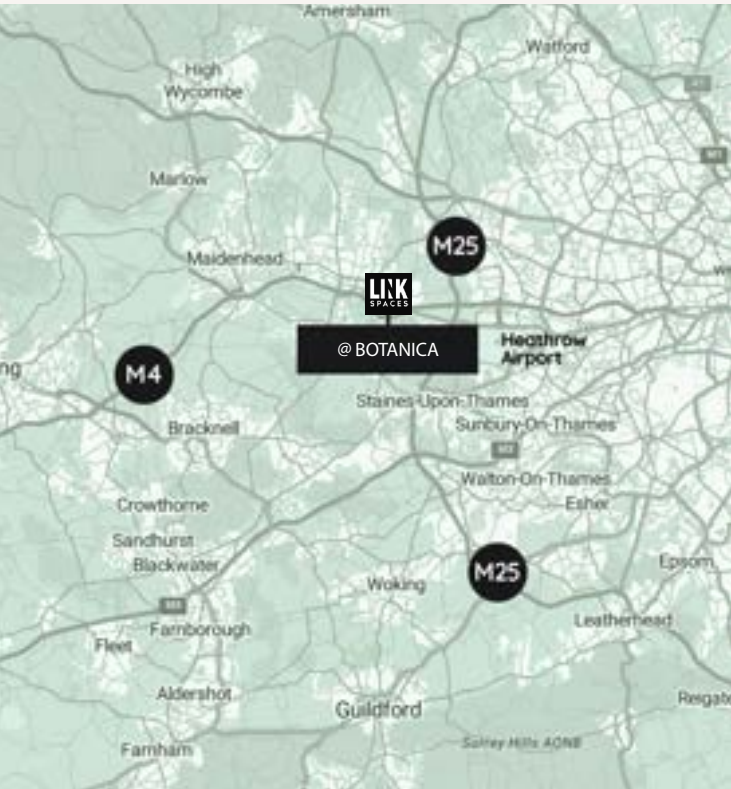 Amersham
Watford
High
Wycombe
Marlow
M25
Maidenhead
LINK
SPACES
@ BOTANICA
Heathrow
Airport
M4
Staines-Upon-Thames
Sunbury-On-Thames
Bracknell
Walton-On-Thames
Esher
Crowthorne
Sandhurst
Blackwater
Epsom
M25
Woking
M3
Leatherhead
Farnborough
Fleet
Aldershot
Reigate
Guildford
Surrey Hills AONB
Farnham